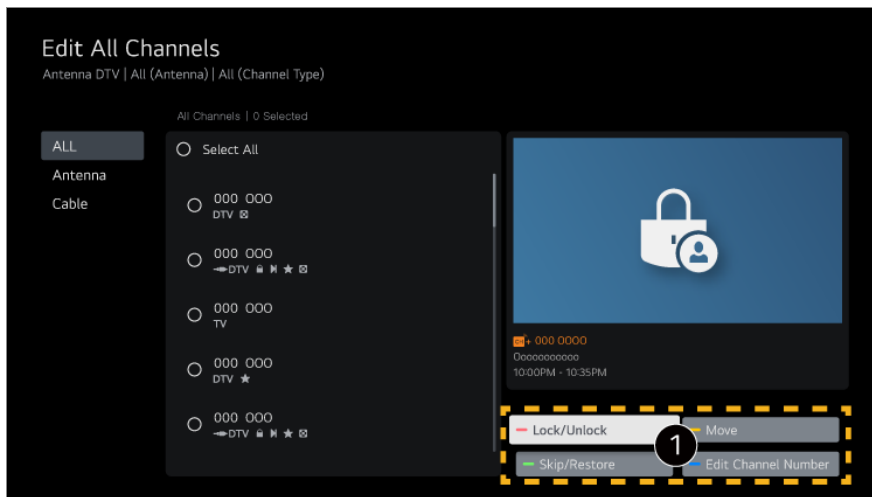 Edit All Channels
Antenna DTV | All (Antenna) | All (Channel Type)
All Channels | 0 Selected
ALL
Antenna
Cable
Select All
000 000
DTV
000 000
DTV
000 000
TV
000 000
DTV
000 000
DTV
CH+ 000 0000
Ooooooooooo
10:00PM - 10:35PM
Lock/Unlock
Move
1
Skip/Restore
Edit Channel Number